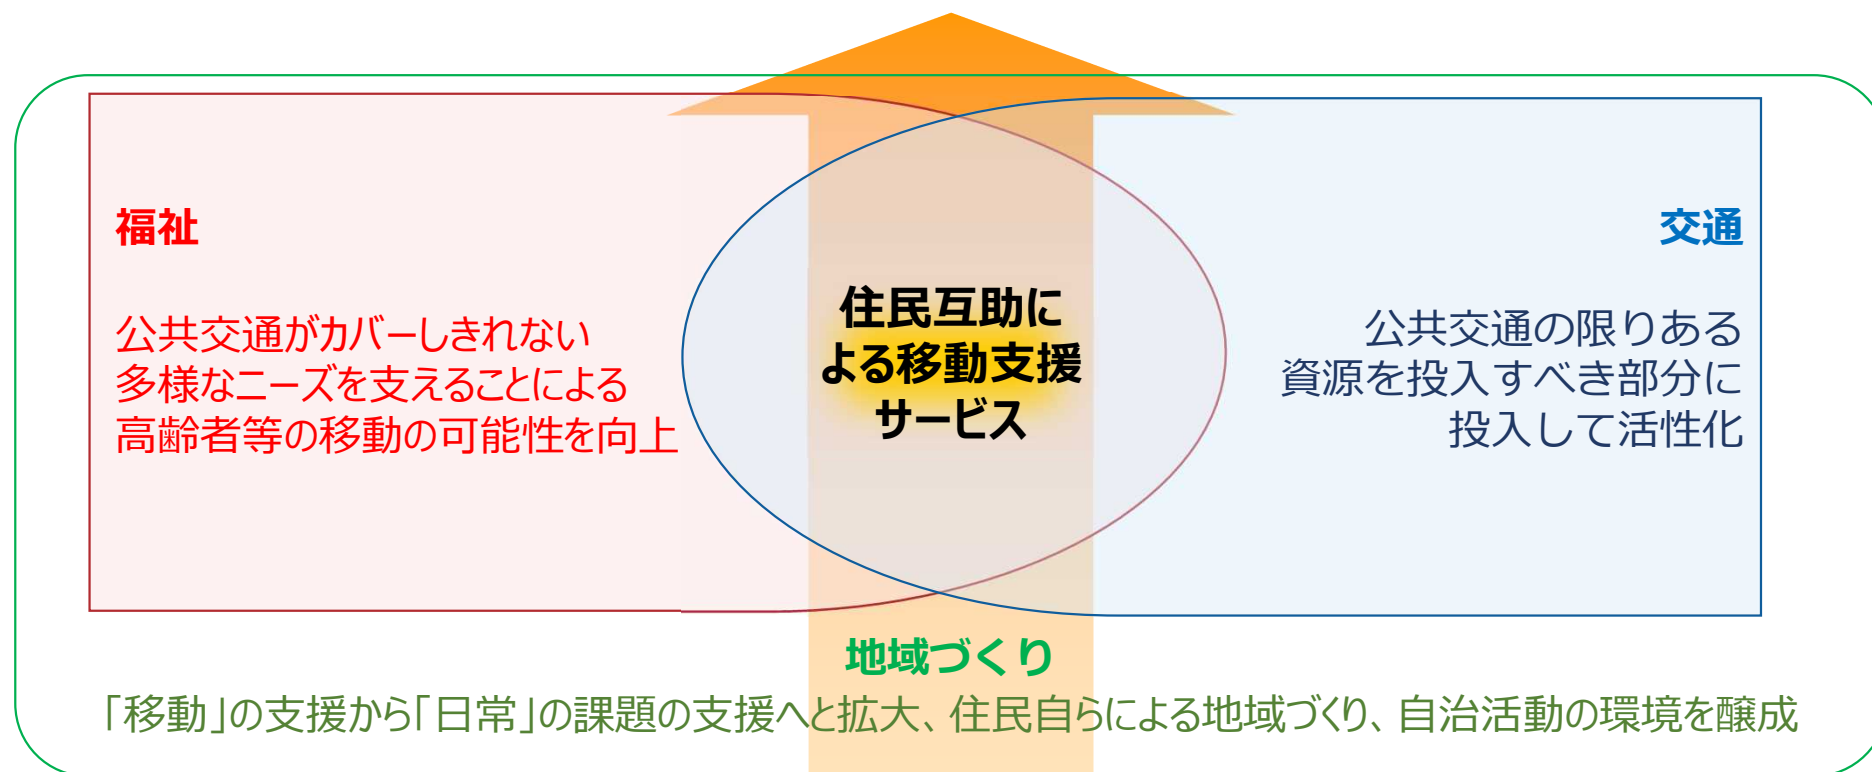 福祉
公共交通がカバーしきれない
多様なニーズを支えることによる
高齢者等の移動の可能性を向上
住民互助に
よる移動支援
サービス
交通
公共交通の限りある
資源を投入すべき部分に
投入して活性化
地域づくり
「移動」の支援から「日常」の課題の支援へと拡大、住民自らによる地域づくり、自治活動の環境を醸成